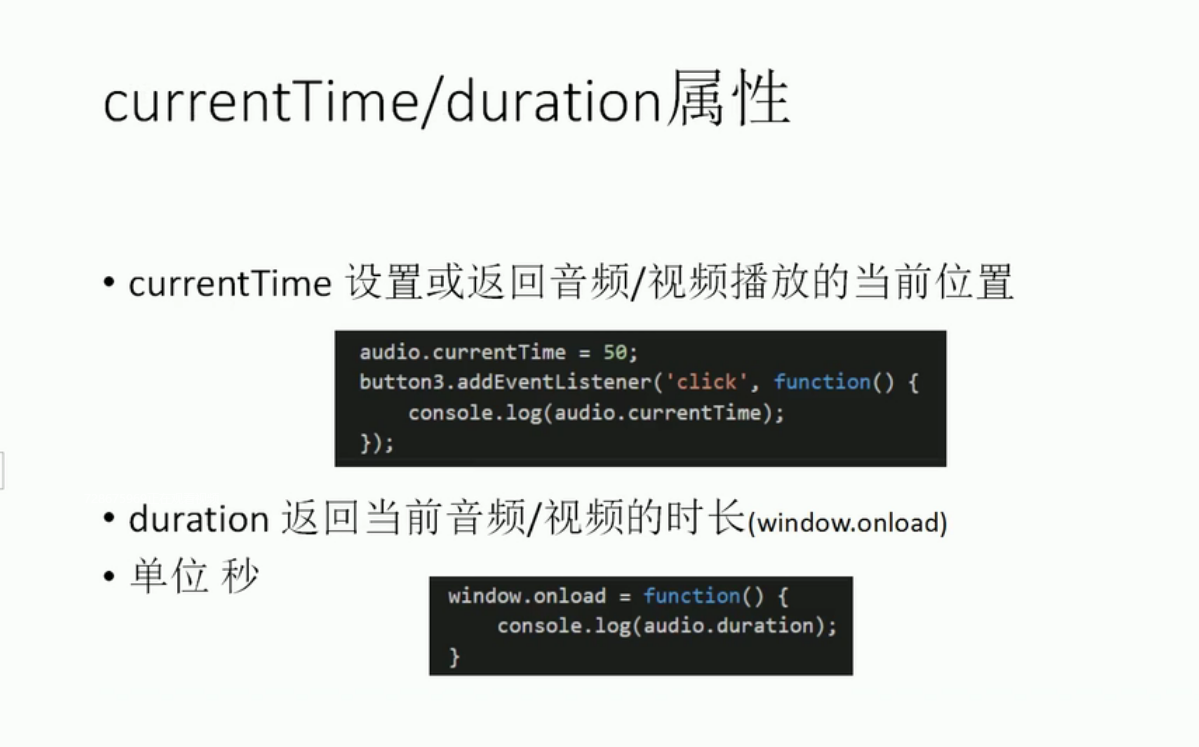 currentTime/duration属性
• currentTime 设置或返回音频/视频播放的当前位置
audio.currentTime = 50;
button3.addEventListener('click', function() {
    console.log(audio.currentTime);
});
• duration 返回当前音频/视频的时长(window.onload)
• 单位 秒
window.onload = function() {
    console.log(audio.duration);
}